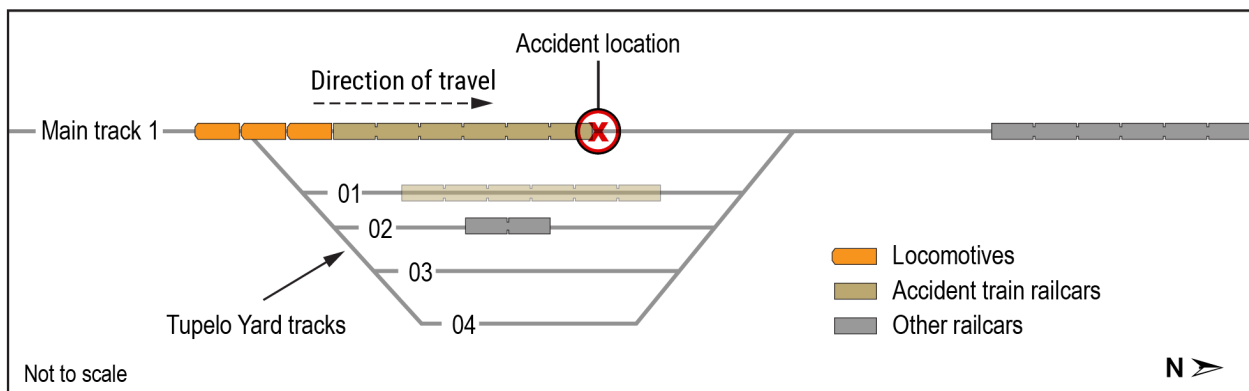 Accident location
Direction of travel
Main track 1
X
01
02
03
04
Tupelo Yard tracks
Locomotives
Accident train railcars
Other railcars
Not to scale
N